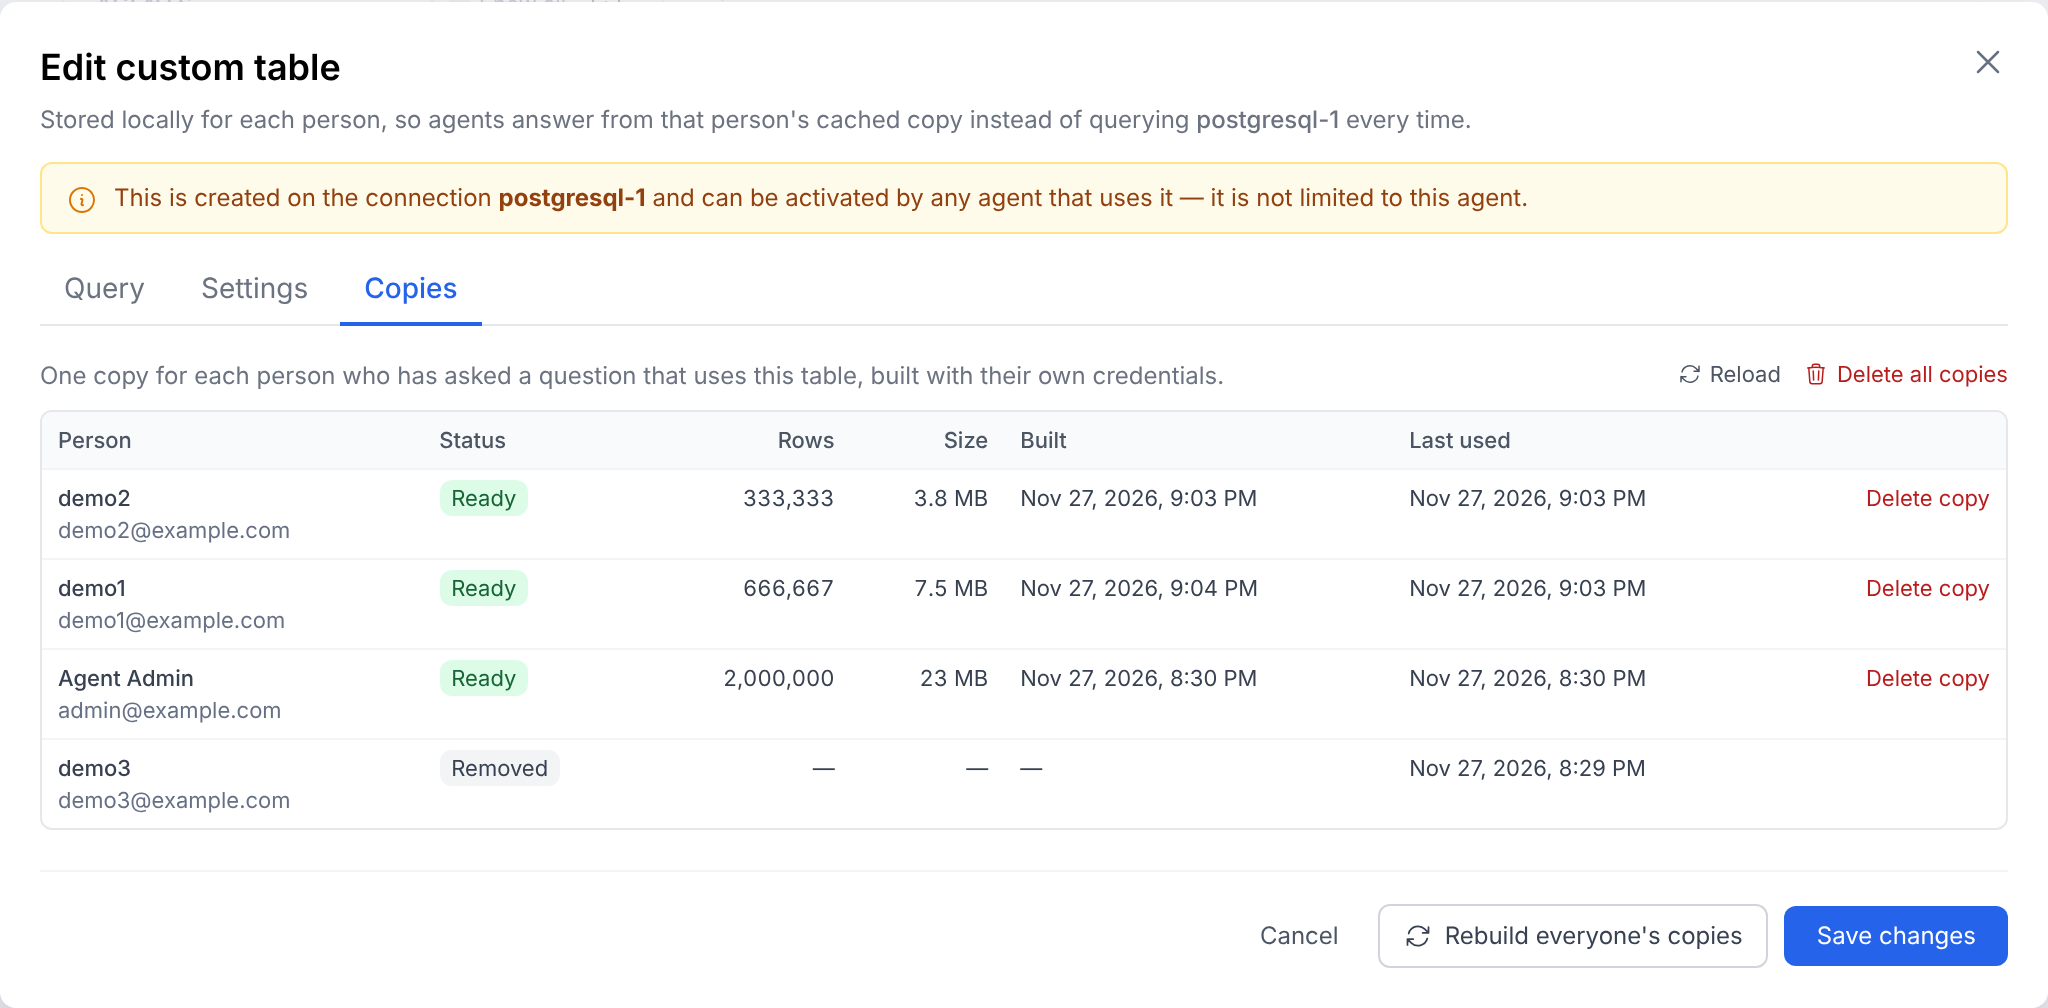 Edit custom table
Stored locally for each person, so agents answer from that person's cached copy instead of querying postgresql-1 every time.
This is created on the connection postgresql-1 and can be activated by any agent that uses it — it is not limited to this agent.
Query Settings Copies
One copy for each person who has asked a question that uses this table, built with their own credentials.
Reload Delete all copies
Person Status Rows Size Built Last used
demo2 Ready 333,333 3.8 MB Nov 27, 2026, 9:03 PM Nov 27, 2026, 9:03 PM Delete copy
demo2@example.com
demo1 Ready 666,667 7.5 MB Nov 27, 2026, 9:04 PM Nov 27, 2026, 9:03 PM Delete copy
demo1@example.com
Agent Admin Ready 2,000,000 23 MB Nov 27, 2026, 8:30 PM Nov 27, 2026, 8:30 PM Delete copy
admin@example.com
demo3 Removed — — — Nov 27, 2026, 8:29 PM
demo3@example.com
Cancel Rebuild everyone's copies Save changes